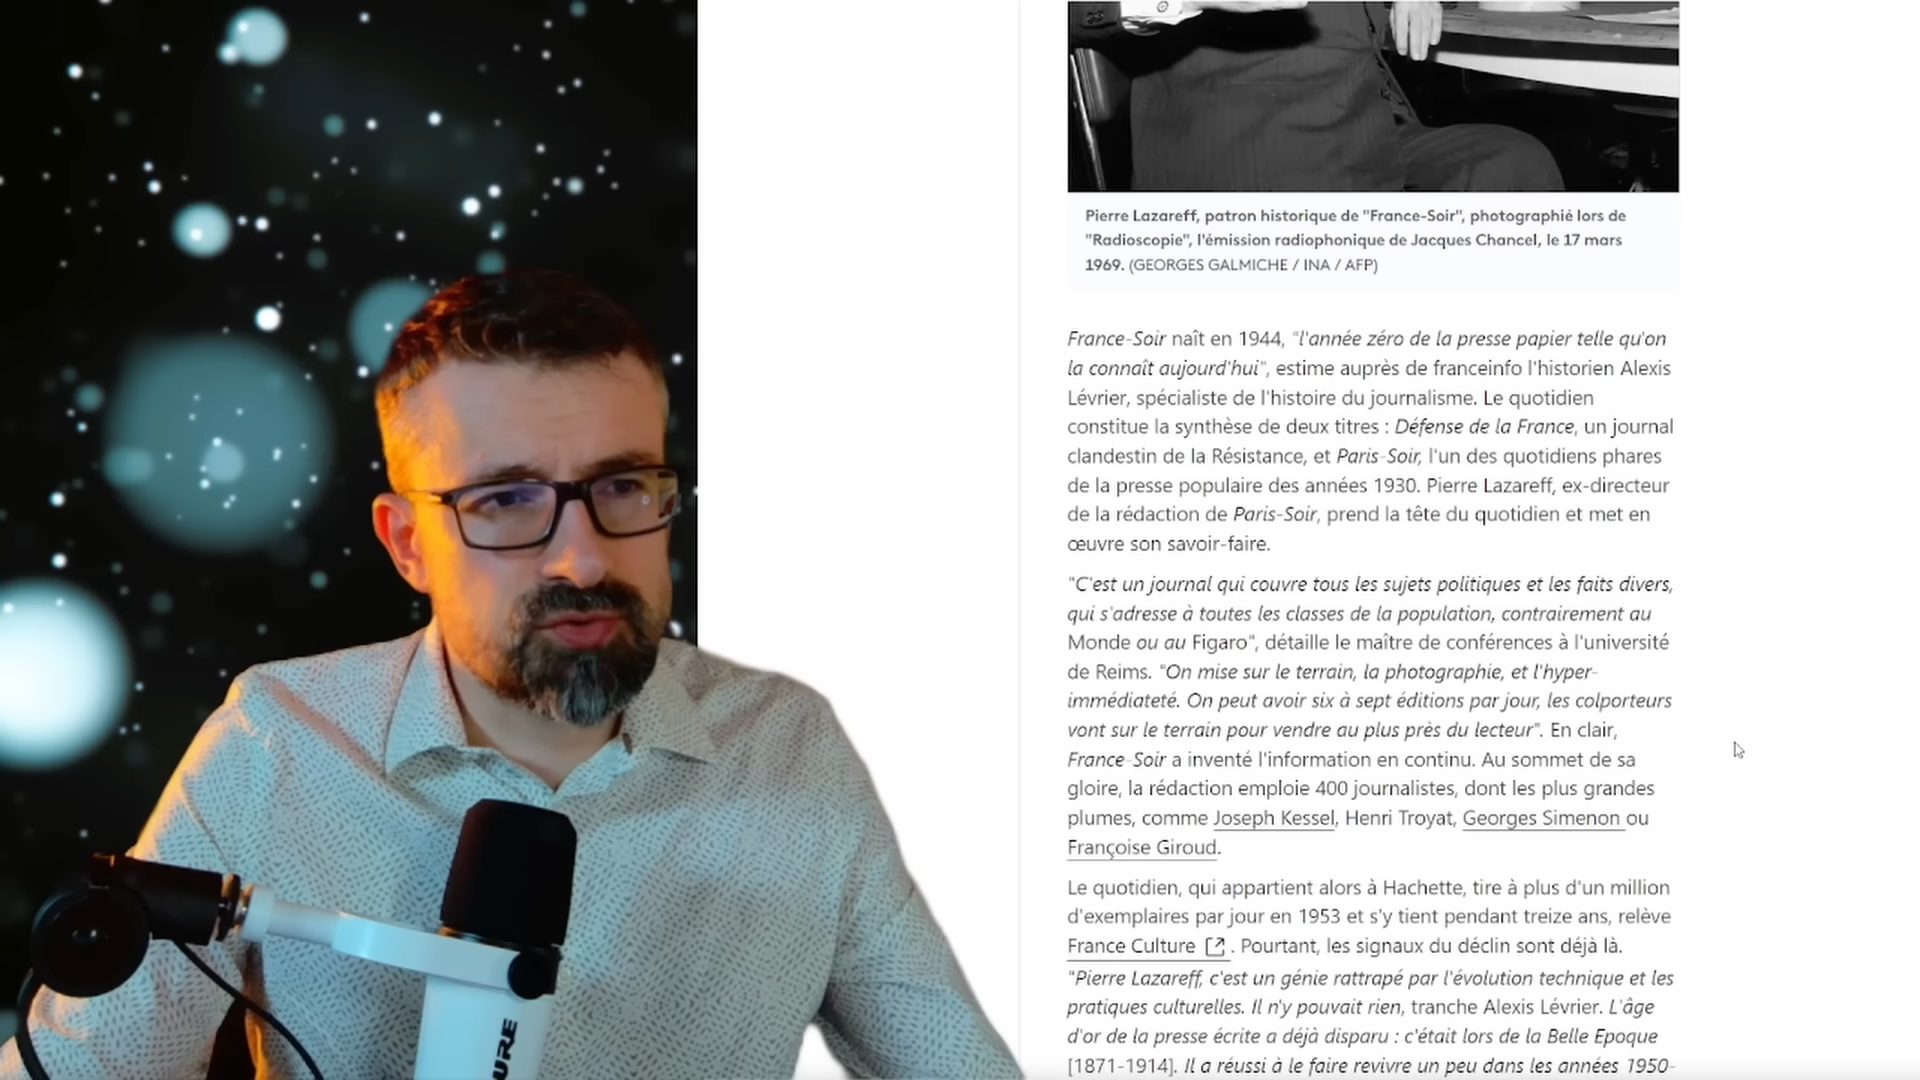 Pierre Lazareff, patron historique de "France-Soir", photographié lors de
"Radioscopie", l'émission radiophonique de Jacques Chancel, le 17 mars
1969. (GEORGES GALMICHE / INA / AFP)
France-Soir naît en 1944, "l'année zéro de la presse papier telle qu'on
la connaît aujourd'hui", estime auprès de franceinfo l'historien Alexis
Lévrier, spécialiste de l'histoire du journalisme. Le quotidien
constitue la synthèse de deux titres : Défense de la France, un journal
clandestin de la Résistance, et Paris-Soir, l'un des quotidiens phares
de la presse populaire des années 1930. Pierre Lazareff, ex-directeur
de la rédaction de Paris-Soir, prend la tête du quotidien et met en
œuvre son savoir-faire.
"C'est un journal qui couvre tous les sujets politiques et les faits divers,
qui s'adresse à toutes les classes de la population, contrairement au
Monde ou au Figaro", détaille le maître de conférences à l'université
de Reims. "On mise sur le terrain, la photographie, et l'hyper-
immédiateté. On peut avoir six à sept éditions par jour, les colporteurs
vont sur le terrain pour vendre au plus près du lecteur". En clair,
France-Soir a inventé l'information en continu. Au sommet de sa
gloire, la rédaction emploie 400 journalistes, dont les plus grandes
plumes, comme Joseph Kessel, Henri Troyat, Georges Simenon ou
Françoise Giroud.
Le quotidien, qui appartient alors à Hachette, tire à plus d'un million
d'exemplaires par jour en 1953 et s'y tient pendant treize ans, relève
France Culture . Pourtant, les signaux du déclin sont déjà là.
"Pierre Lazareff, c'est un génie rattrapé par l'évolution technique et les
pratiques culturelles. Il n'y pouvait rien, tranche Alexis Lévrier. L'âge
d'or de la presse écrite a déjà disparu : c'était lors de la Belle Epoque
[1871-1914]. Il a réussi à le faire revivre un peu dans les années 1950-
URE